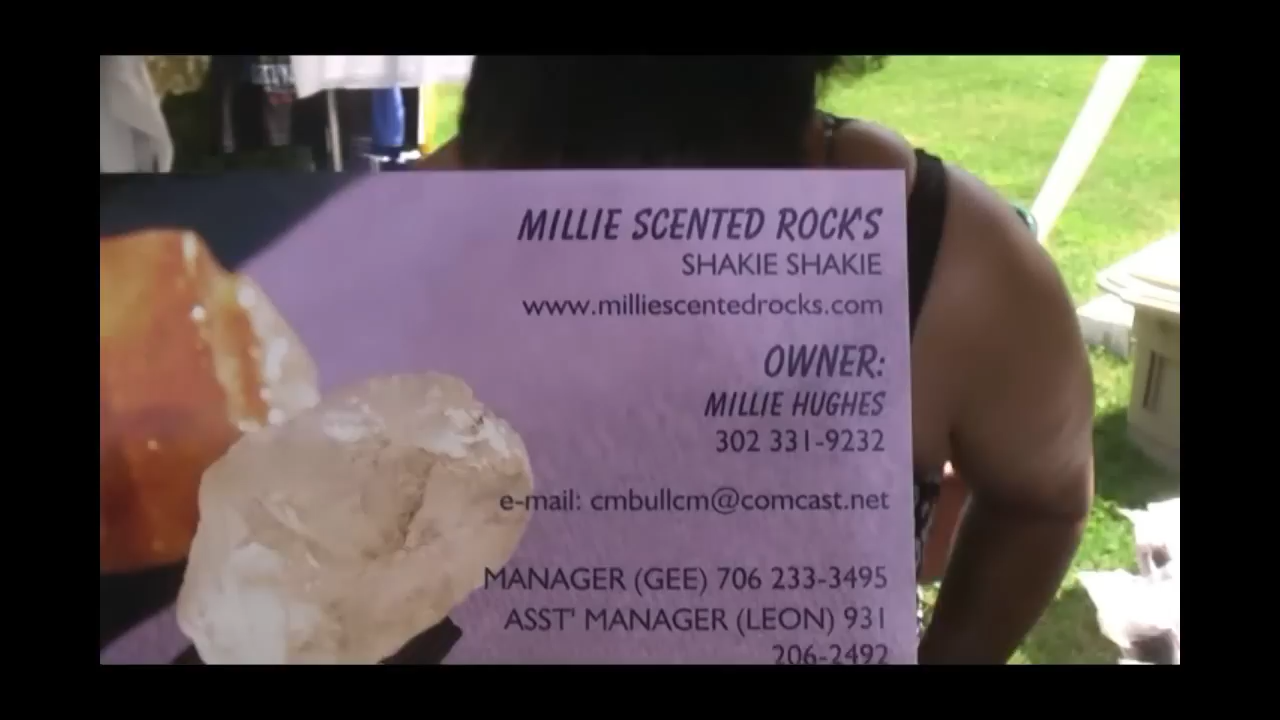 MILLIE SCENTED ROCK'S
SHAKIE SHAKIE
www.milliescentedrocks.com
OWNER:
MILLIE HUGHES
302 331-9232
e-mail: cmbullcm@comcast.net
MANAGER (GEE) 706 233-3495
ASST' MANAGER (LEON) 931
206-2492